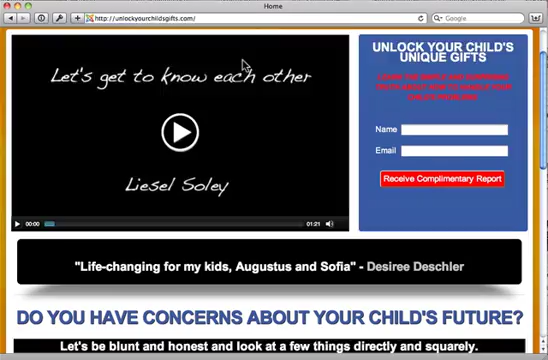 Home
http://unlockyourchildsgifts.com/
Google
Let's get to know each other
Liesel Soley
00:00
01:21
UNLOCK YOUR CHILD'S
UNIQUE GIFTS
Name
Email
Receive Complimentary Report
"Life-changing for my kids, Augustus and Sofia" - Desiree Deschler
DO YOU HAVE CONCERNS ABOUT YOUR CHILD'S FUTURE?
Let's be blunt and honest and look at a few things directly and squarely.